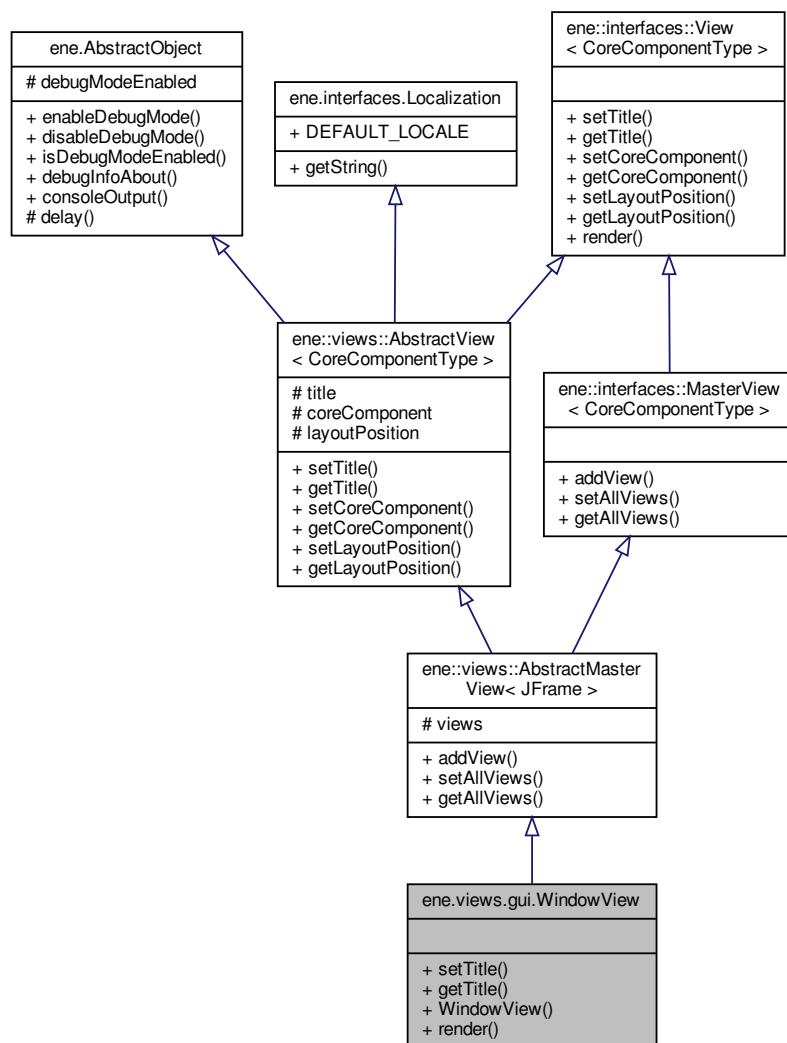 ene.AbstractObject
# debugModeEnabled
+ enableDebugMode()
+ disableDebugMode()
+ isDebugModeEnabled()
+ debugInfoAbout()
+ consoleOutput()
# delay()
ene.interfaces.Localization
+ DEFAULT_LOCALE
+ getString()
ene::interfaces::View
< CoreComponentType >
+ setTitle()
+ getTitle()
+ setCoreComponent()
+ getCoreComponent()
+ setLayoutPosition()
+ getLayoutPosition()
+ render()
ene::views::AbstractView
< CoreComponentType >
# title
# coreComponent
# layoutPosition
+ setTitle()
+ getTitle()
+ setCoreComponent()
+ getCoreComponent()
+ setLayoutPosition()
+ getLayoutPosition()
ene::interfaces::MasterView
< CoreComponentType >
+ addView()
+ setAllViews()
+ getAllViews()
ene::views::AbstractMaster
View< JFrame >
# views
+ addView()
+ setAllViews()
+ getAllViews()
ene.views.gui.WindowView
+ setTitle()
+ getTitle()
+ WindowView()
+ render()